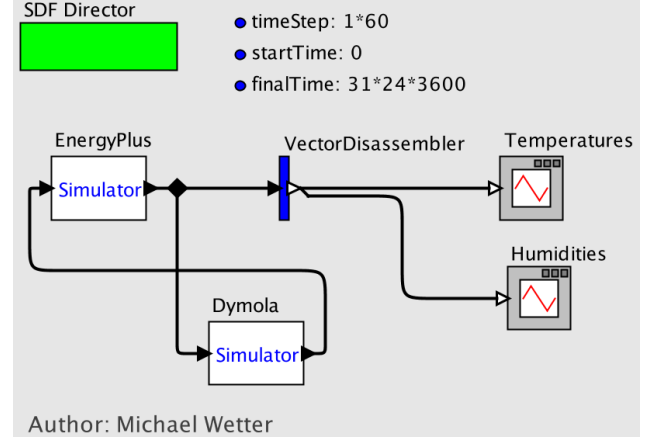 SDF Director
timeStep: 1*60
startTime: 0
finalTime: 31*24*3600
EnergyPlus
VectorDisassembler
Temperatures
Simulator
Humidities
Dymola
Simulator
Author: Michael Wetter